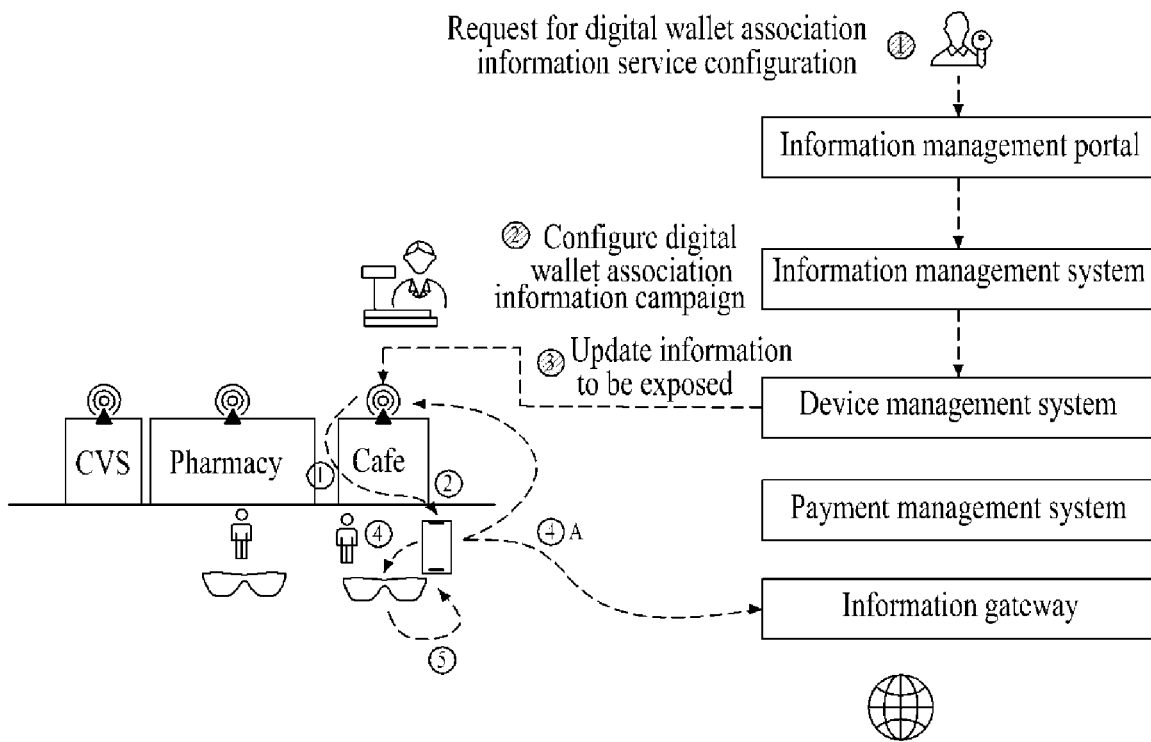 Request for digital wallet association
information service configuration
①
Information management portal
② Configure digital
wallet association
information campaign
Information management system
③ Update information
to be exposed
Device management system
CVS
Pharmacy
Cafe
①
②
Payment management system
④
④ A
Information gateway
⑤